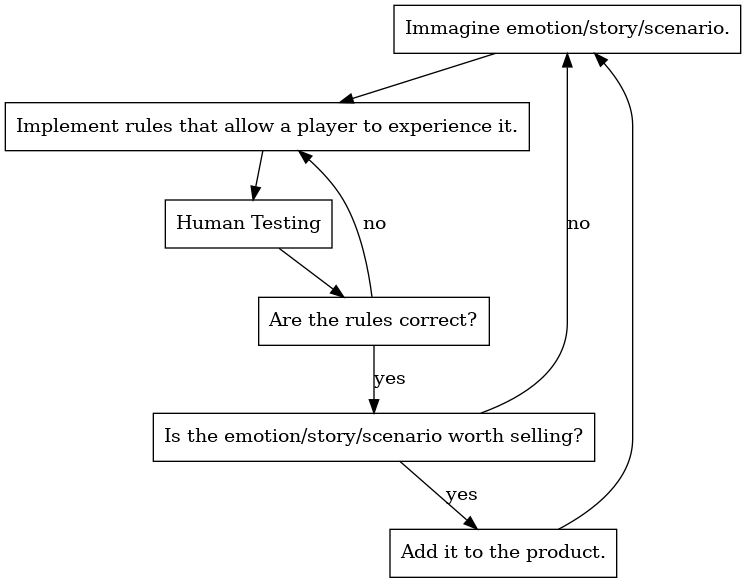 Immagine emotion/story/scenario.
Implement rules that allow a player to experience it.
Human Testing
no
no
Are the rules correct?
yes
Is the emotion/story/scenario worth selling?
yes
Add it to the product.